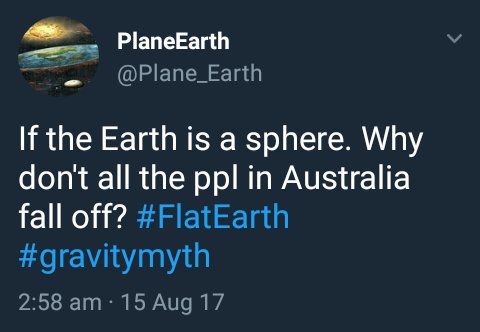 PlaneEarth
@Plane_Earth
If the Earth is a sphere. Why
don't all the ppl in Australia
fall off? #FlatEarth
#gravitymyth
2:58 am · 15 Aug 17